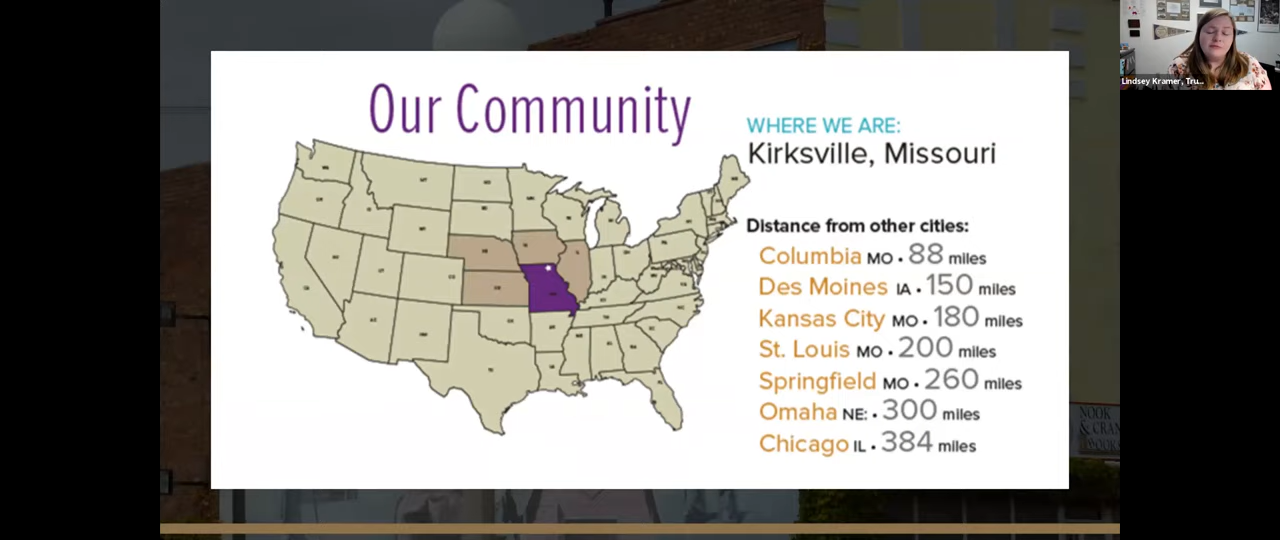 Our Community
WHERE WE ARE:
Kirksville, Missouri
Distance from other cities:
Columbia MO • 88 miles
Des Moines IA • 150 miles
Kansas City MO • 180 miles
St. Louis MO • 200 miles
Springfield MO • 260 miles
Omaha NE: • 300 miles
Chicago IL • 384 miles
Lindsey Kramer, Tru...
NOOK